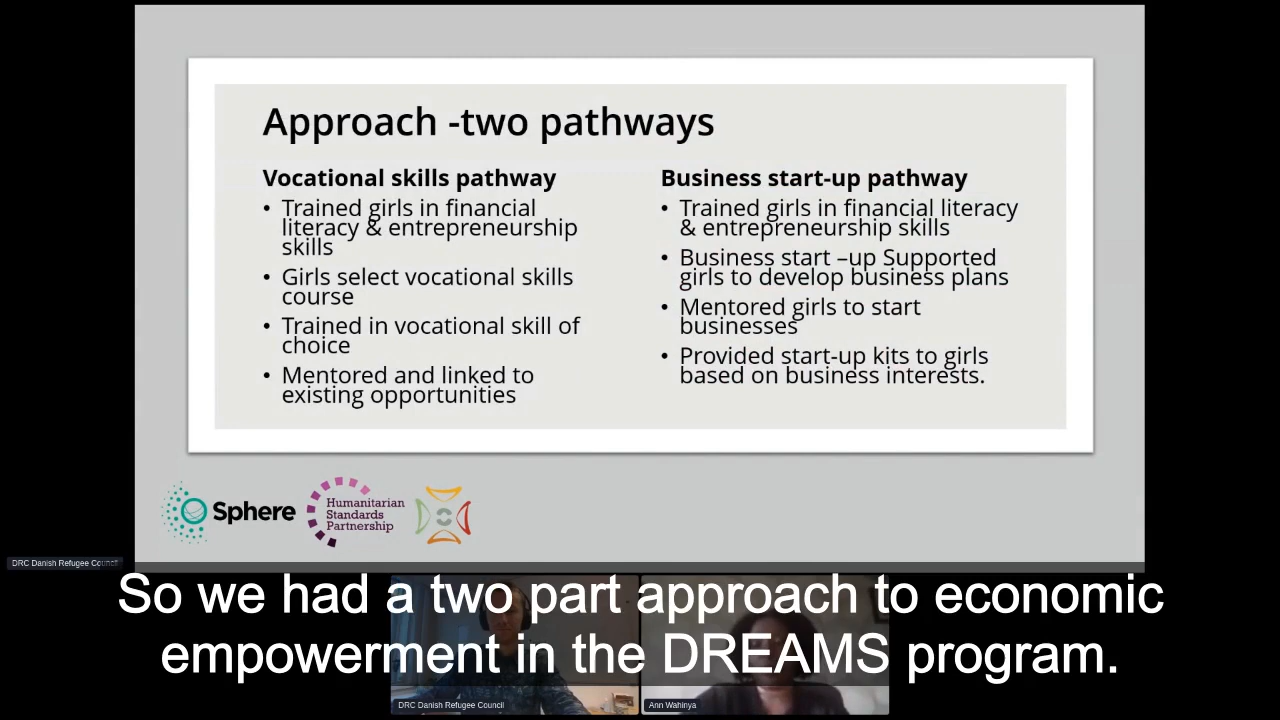 Approach -two pathways
Vocational skills pathway
• Trained girls in financial
literacy & entrepreneurship
skills
• Girls select vocational skills
course
• Trained in vocational skill of
choice
• Mentored and linked to
existing opportunities
Business start-up pathway
• Trained girls in financial literacy
& entrepreneurship skills
• Business start –up Supported
girls to develop business plans
• Mentored girls to start
businesses
• Provided start-up kits to girls
based on business interests.
Sphere
Humanitarian
Standards
Partnership
DRC Danish Refugee Council
So we had a two part approach to economic
empowerment in the DREAMS program.
DRC Danish Refugee Council
Ann Wahinya